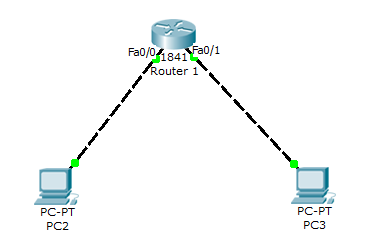 Fa0/0
Fa0/1
1841
Router 1
PC-PT
PC2
PC-PT
PC3